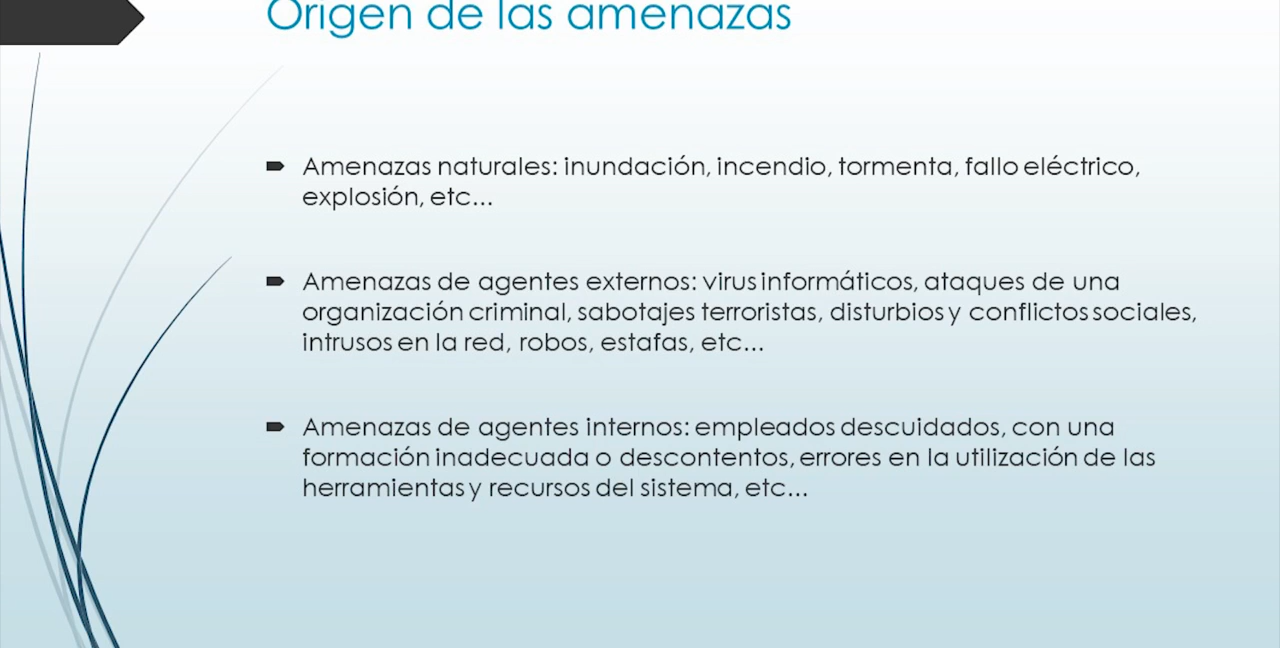 Origen de las amenazas
Amenazas naturales: inundación, incendio, tormenta, fallo eléctrico,
explosión, etc...
Amenazas de agentes externos: virus informáticos, ataques de una
organización criminal, sabotajes terroristas, disturbios y conflictos sociales,
intrusos en la red, robos, estafas, etc...
Amenazas de agentes internos: empleados descuidados, con una
formación inadecuada o descontentos, errores en la utilización de las
herramientas y recursos del sistema, etc...